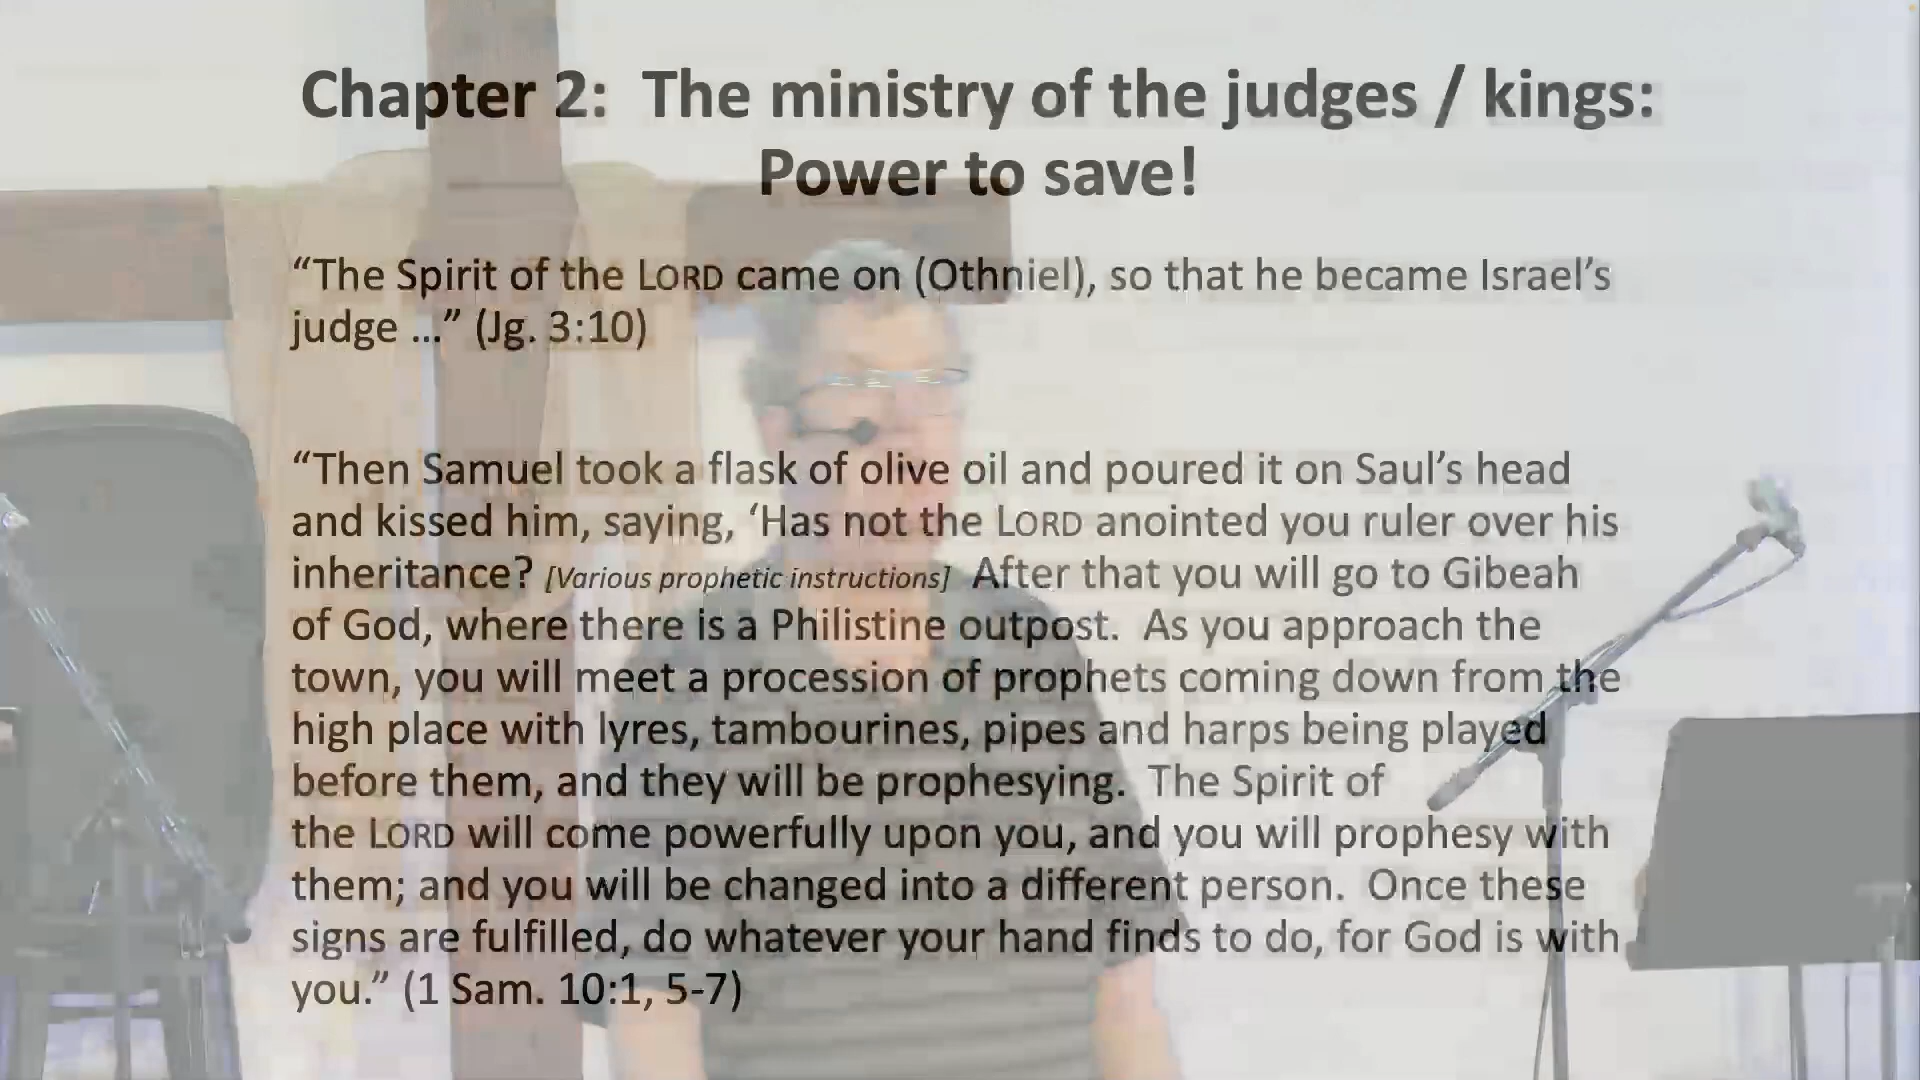 Chapter 2:  The ministry of the judges / kings:
Power to save!
“The Spirit of the LORD came on (Othniel), so that he became Israel’s
judge …” (Jg. 3:10)
“Then Samuel took a flask of olive oil and poured it on Saul’s head
and kissed him, saying, ‘Has not the LORD anointed you ruler over his
inheritance? [Various prophetic instructions]  After that you will go to Gibeah
of God, where there is a Philistine outpost.  As you approach the
town, you will meet a procession of prophets coming down from the
high place with lyres, tambourines, pipes and harps being played
before them, and they will be prophesying.  The Spirit of
the LORD will come powerfully upon you, and you will prophesy with
them; and you will be changed into a different person.  Once these
signs are fulfilled, do whatever your hand finds to do, for God is with
you.” (1 Sam. 10:1, 5-7)